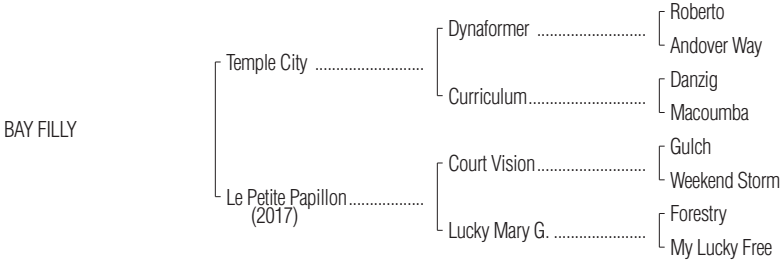 Roberto
Dynaformer ..........................
Andover Way
Temple City ..........................
Danzig
Curriculum............................
Macoumba
BAY FILLY
Gulch
Court Vision..........................
Weekend Storm
Le Petite Papillon..................
(2017)
Forestry
Lucky Mary G. ......................
My Lucky Free